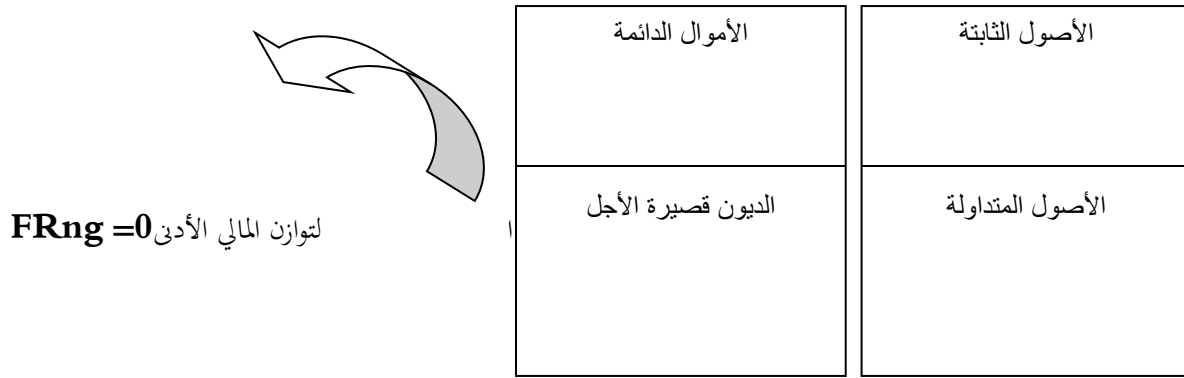 الأصول الثابتة
الأموال الدائمة
الأصول المتداولة
الديون قصيرة الأجل
ا لتوازن المالي الأدنى FRng =0